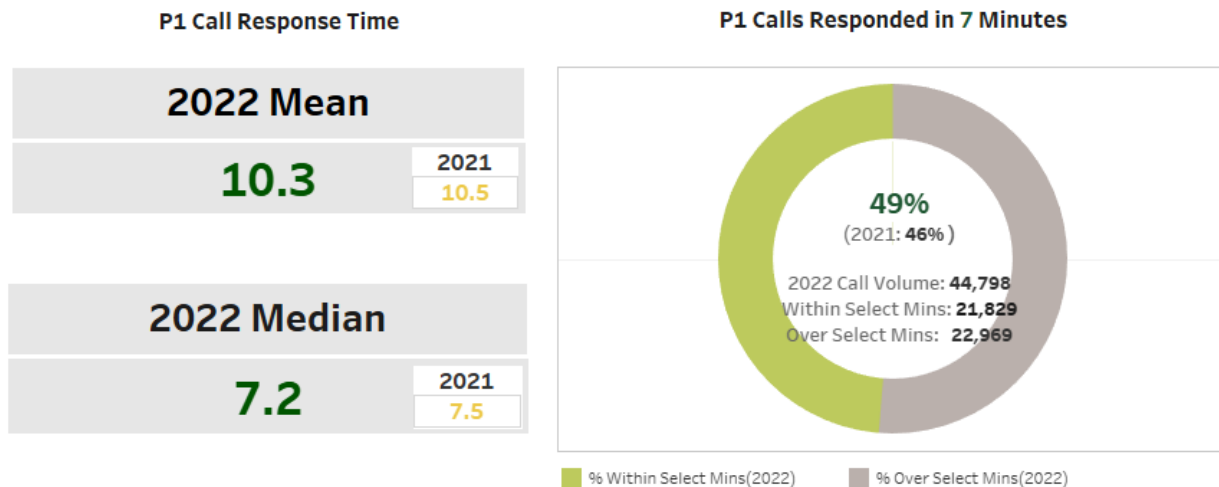 P1 Call Response Time
2022 Mean
10.3
2021
10.5
2022 Median
7.2
2021
7.5
P1 Calls Responded in 7 Minutes
49%
(2021: 46% )
2022 Call Volume: 44,798
Within Select Mins: 21,829
Over Select Mins: 22,969
% Within Select Mins(2022)
% Over Select Mins(2022)